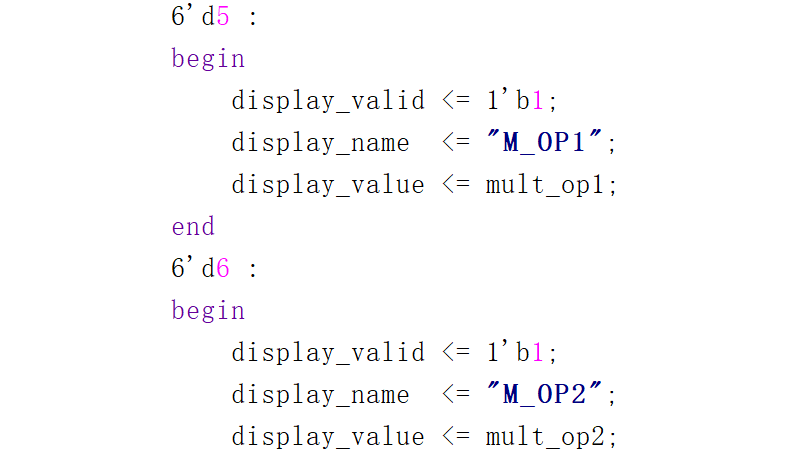 6'd5 :
begin
    display_valid <= 1'b1;
    display_name  <= "M_OP1";
    display_value <= mult_op1;
end
6'd6 :
begin
    display_valid <= 1'b1;
    display_name  <= "M_OP2";
    display_value <= mult_op2;